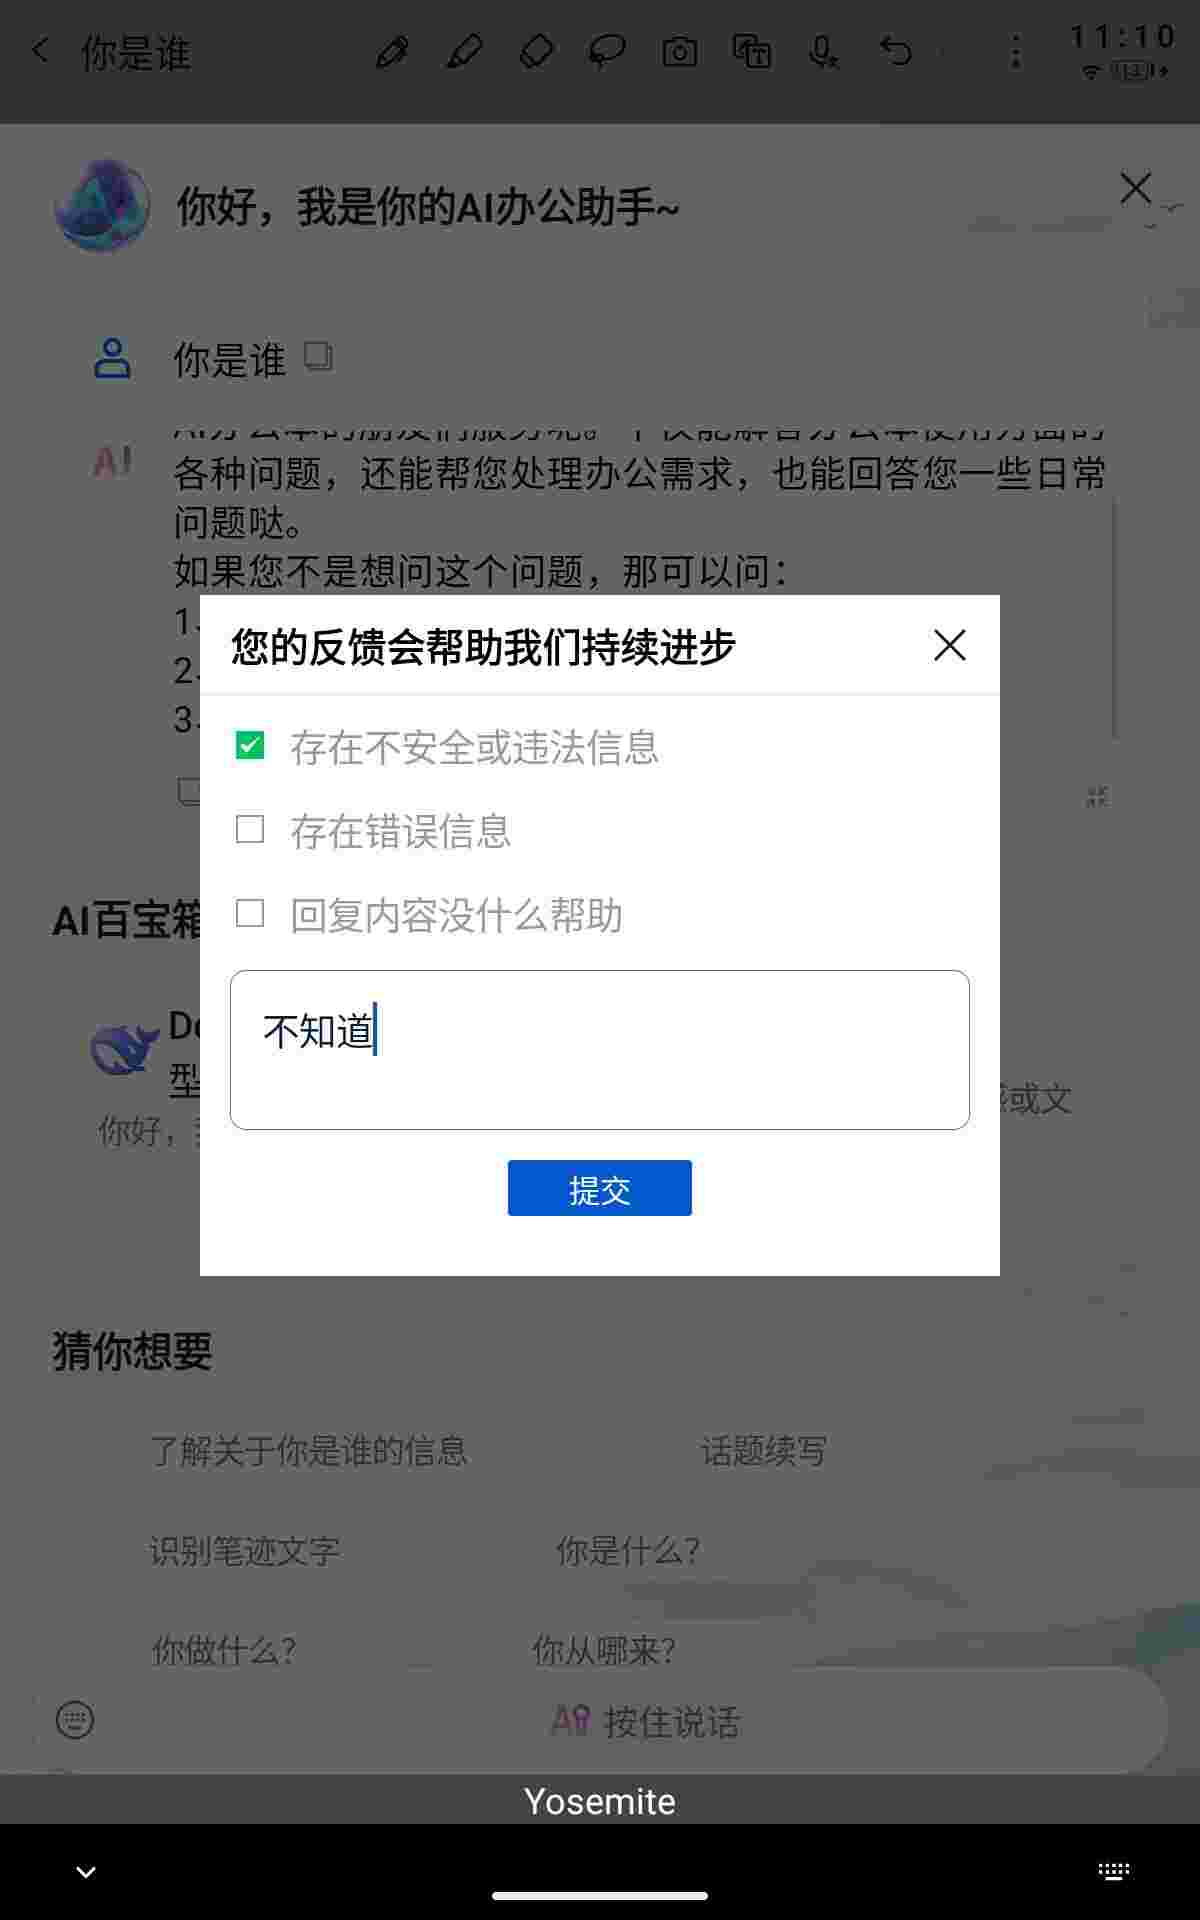 你是谁
11:10
你好，我是你的AI办公助手~
你是谁
AI
各种问题，还能帮您处理办公需求，也能回答您一些日常
问题哒。
如果您不是想问这个问题，那可以问：
1.
2.
3.
您的反馈会帮助我们持续进步
存在不安全或违法信息
存在错误信息
回复内容没什么帮助
不知道
提交
AI百宝箱
型
你好，
或文
猜你想要
了解关于你是谁的信息
话题续写
识别笔迹文字
你是什么？
你做什么？
你从哪来？
按住说话
Yosemite